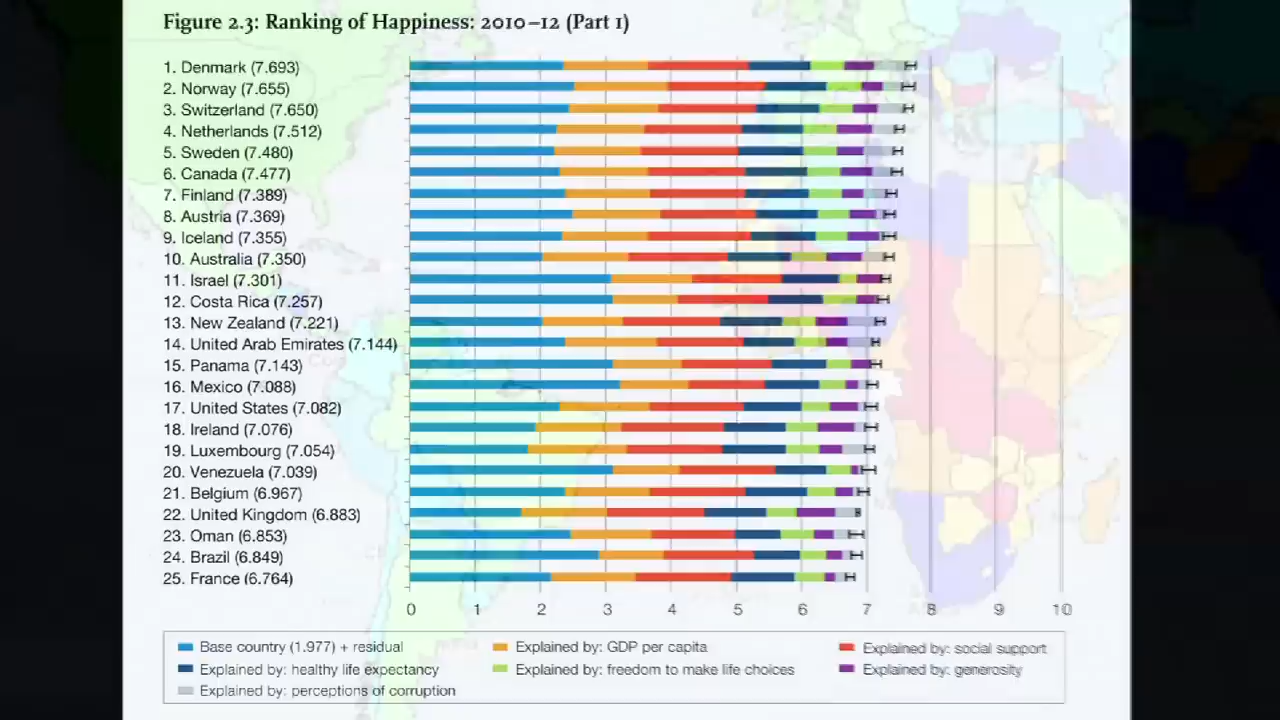 Figure 2.3: Ranking of Happiness: 2010–12 (Part 1)
1. Denmark (7.693)
2. Norway (7.655)
3. Switzerland (7.650)
4. Netherlands (7.512)
5. Sweden (7.480)
6. Canada (7.477)
7. Finland (7.389)
8. Austria (7.369)
9. Iceland (7.355)
10. Australia (7.350)
11. Israel (7.301)
12. Costa Rica (7.257)
13. New Zealand (7.221)
14. United Arab Emirates (7.144)
15. Panama (7.143)
16. Mexico (7.088)
17. United States (7.082)
18. Ireland (7.076)
19. Luxembourg (7.054)
20. Venezuela (7.039)
21. Belgium (6.967)
22. United Kingdom (6.883)
23. Oman (6.853)
24. Brazil (6.849)
25. France (6.764)
0 1 2 3 4 5 6 7 8 9 10
Base country (1.977) + residual Explained by: GDP per capita Explained by: social support
Explained by: healthy life expectancy Explained by: freedom to make life choices Explained by: generosity
Explained by: perceptions of corruption